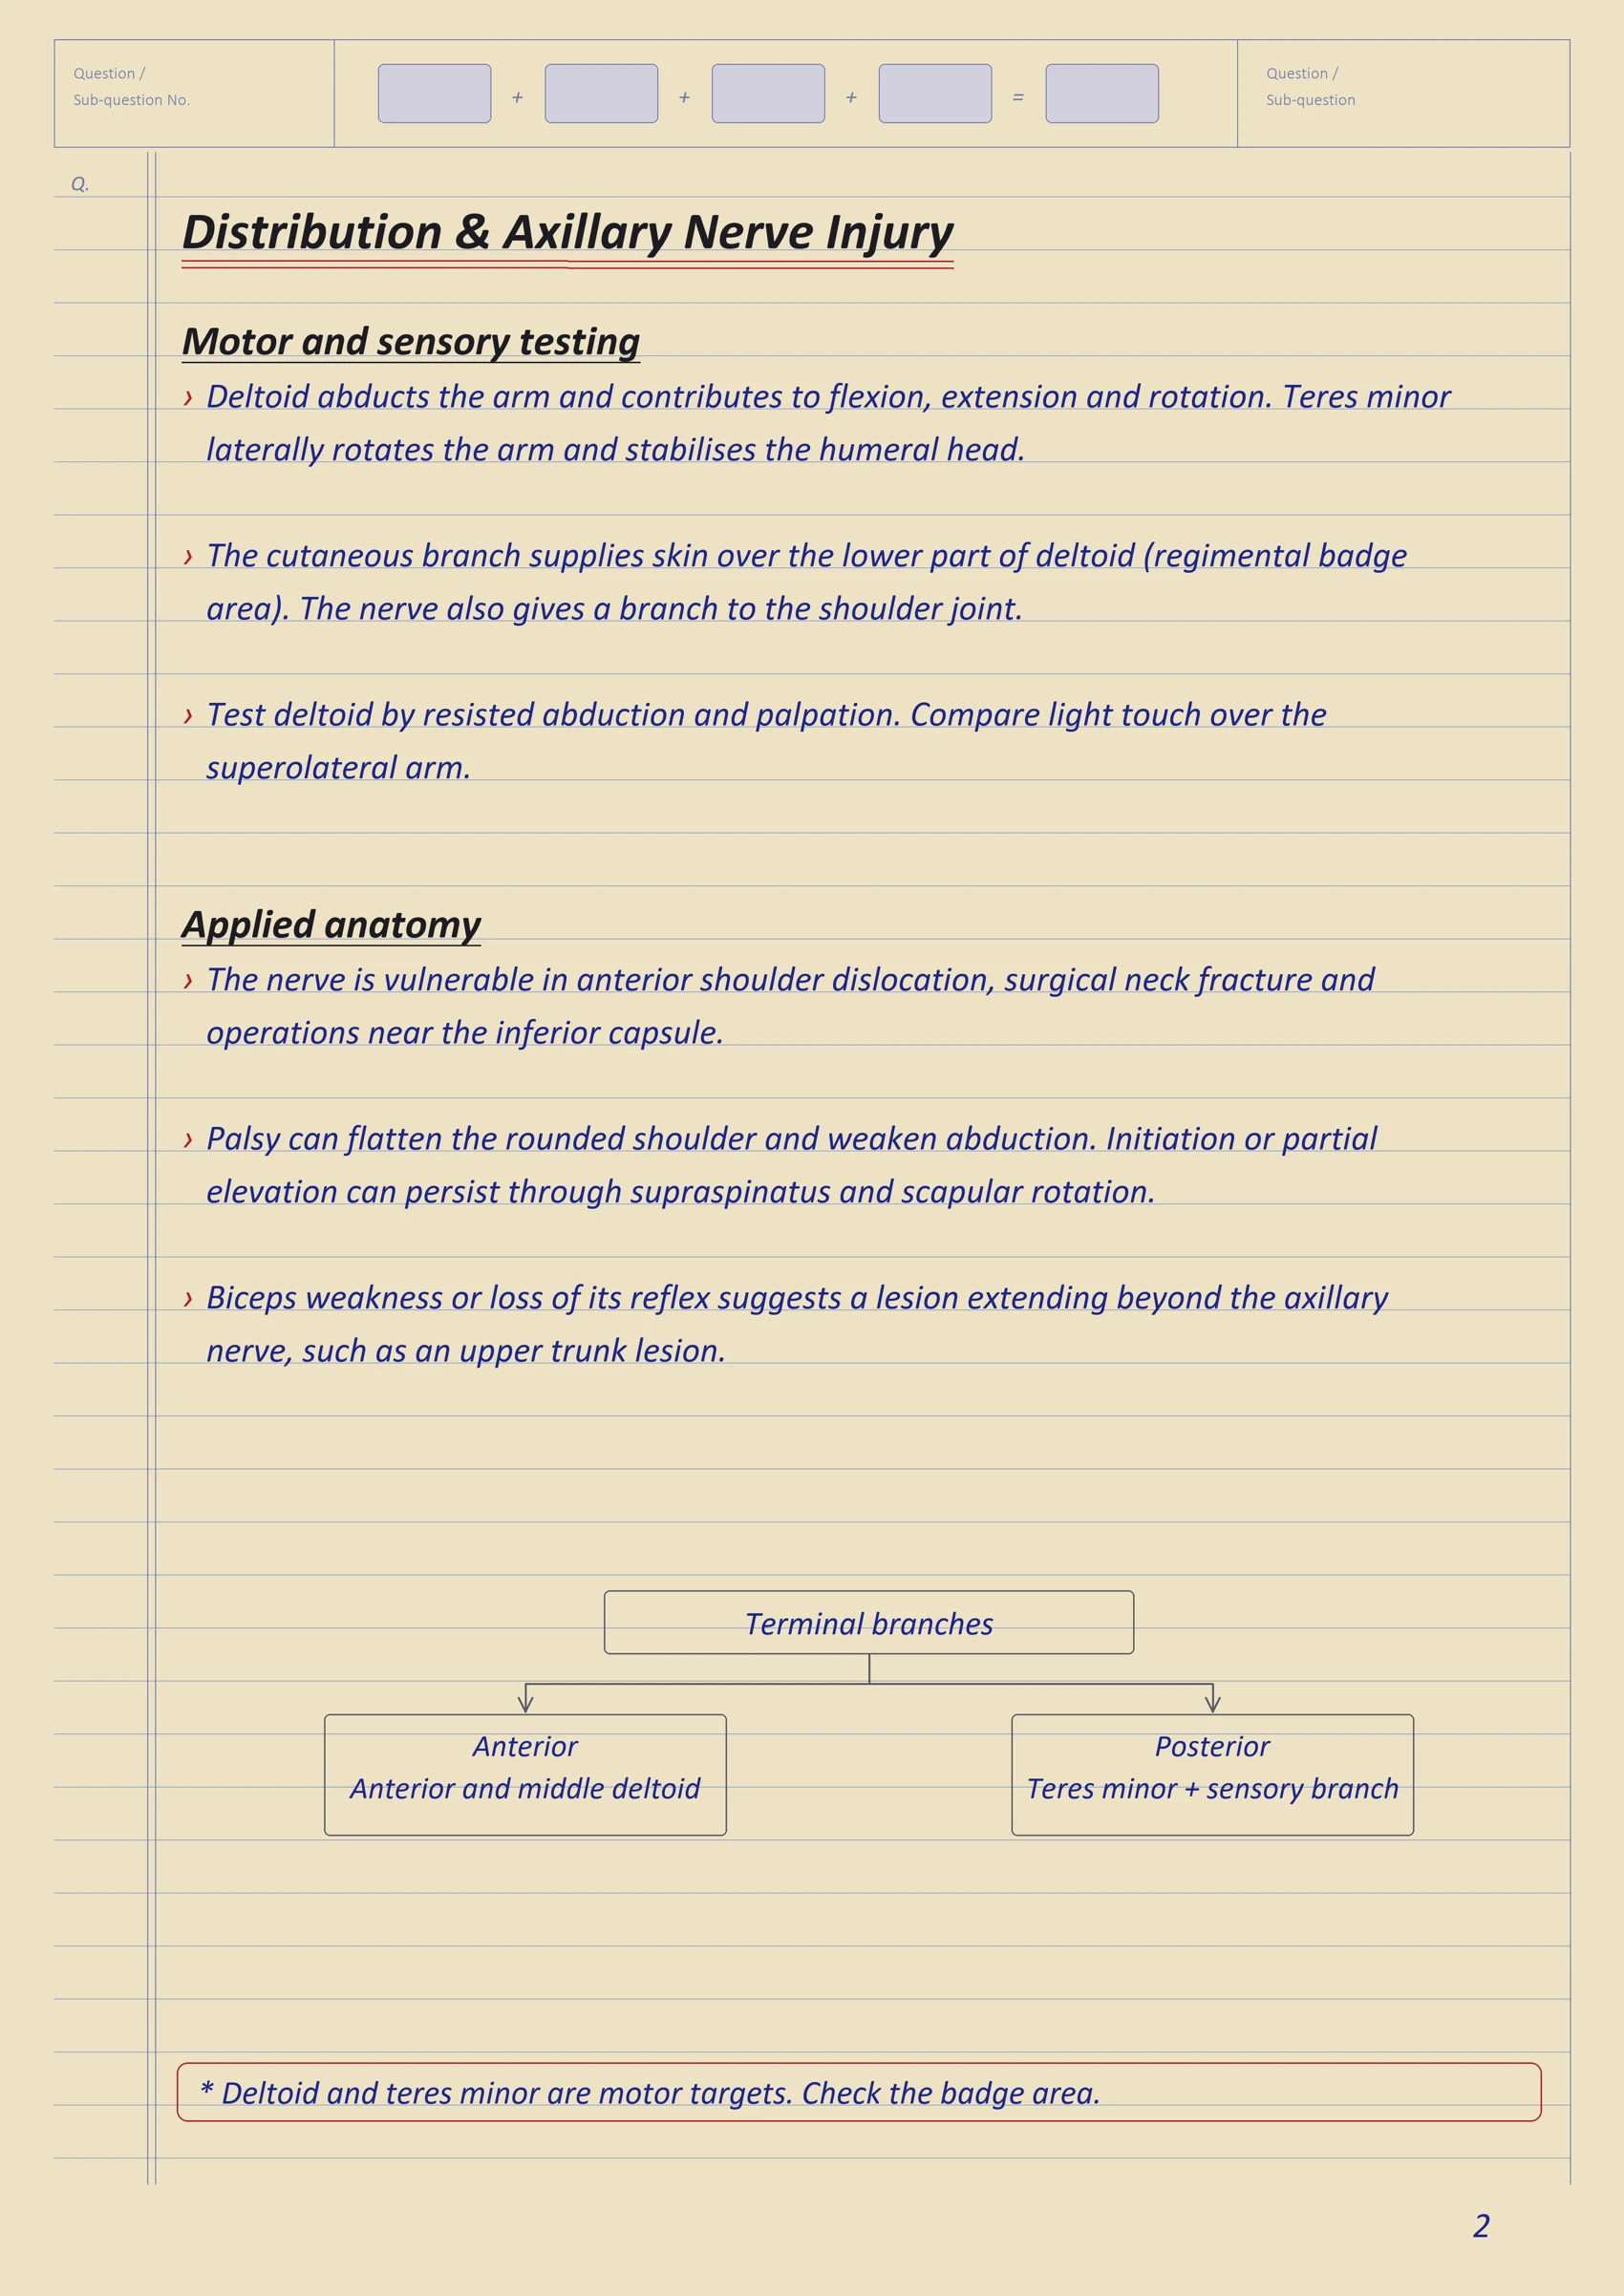 Question /
Sub-question No.
+ + + =
Question /
Sub-question
Q.
Distribution & Axillary Nerve Injury
Motor and sensory testing
› Deltoid abducts the arm and contributes to flexion, extension and rotation. Teres minor
laterally rotates the arm and stabilises the humeral head.
› The cutaneous branch supplies skin over the lower part of deltoid (regimental badge
area). The nerve also gives a branch to the shoulder joint.
› Test deltoid by resisted abduction and palpation. Compare light touch over the
superolateral arm.
Applied anatomy
› The nerve is vulnerable in anterior shoulder dislocation, surgical neck fracture and
operations near the inferior capsule.
› Palsy can flatten the rounded shoulder and weaken abduction. Initiation or partial
elevation can persist through supraspinatus and scapular rotation.
› Biceps weakness or loss of its reflex suggests a lesion extending beyond the axillary
nerve, such as an upper trunk lesion.
Terminal branches
Anterior
Anterior and middle deltoid
Posterior
Teres minor + sensory branch
* Deltoid and teres minor are motor targets. Check the badge area.
2